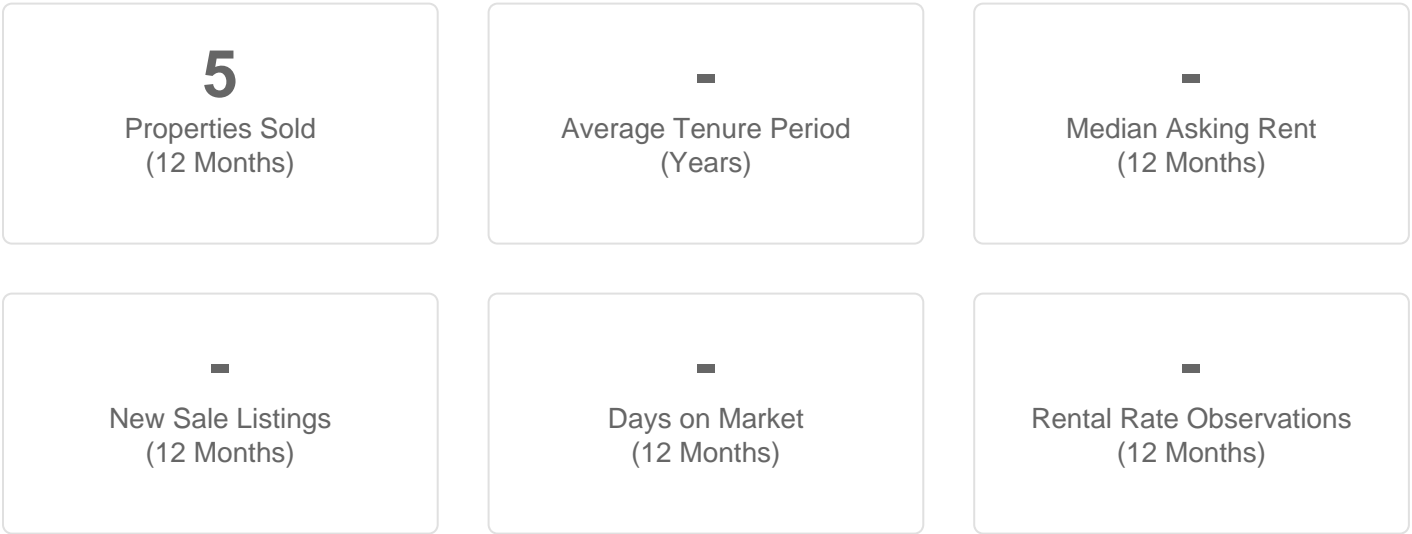 5
Properties Sold
(12 Months)
-
Average Tenure Period
(Years)
-
Median Asking Rent
(12 Months)
-
New Sale Listings
(12 Months)
-
Days on Market
(12 Months)
-
Rental Rate Observations
(12 Months)